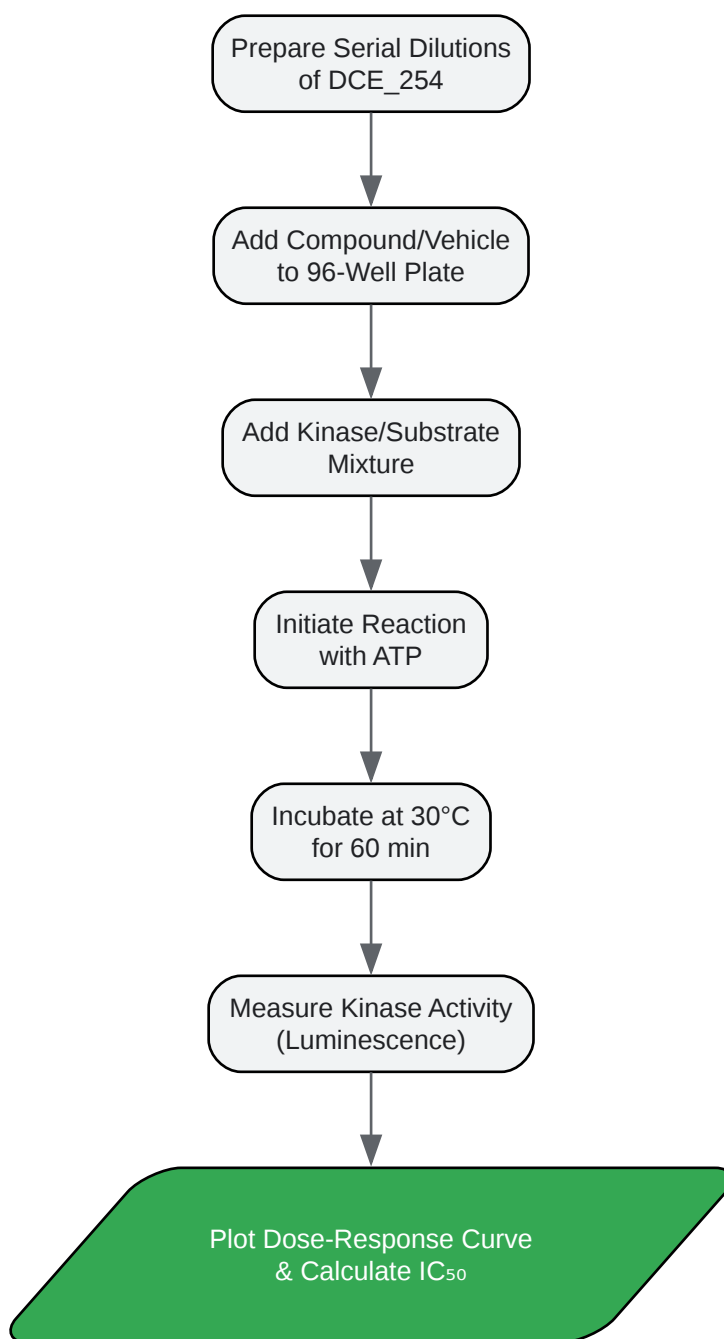 Prepare Serial Dilutions
of DCE_254
Add Compound/Vehicle
to 96-Well Plate
Add Kinase/Substrate
Mixture
Initiate Reaction
with ATP
Incubate at 30°C
for 60 min
Measure Kinase Activity
(Luminescence)
Plot Dose-Response Curve
& Calculate IC₅₀